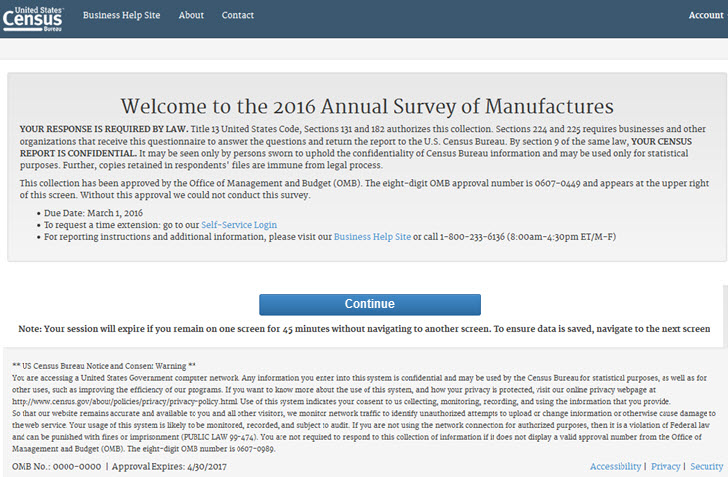 United States®
Census
Bureau
Business Help Site About Contact Account
Welcome to the 2016 Annual Survey of Manufactures
YOUR RESPONSE IS REQUIRED BY LAW. Title 13 United States Code, Sections 131 and 182 authorizes this collection. Sections 224 and 225 requires businesses and other
organizations that receive this questionnaire to answer the questions and return the report to the U.S. Census Bureau. By section 9 of the same law, YOUR CENSUS
REPORT IS CONFIDENTIAL. It may be seen only by persons sworn to uphold the confidentiality of Census Bureau information and may be used only for statistical
purposes. Further, copies retained in respondents' files are immune from legal process.
This collection has been approved by the Office of Management and Budget (OMB). The eight-digit OMB approval number is 0607-0449 and appears at the upper right
of this screen. Without this approval we could not conduct this survey.
• Due Date: March 1, 2016
• To request a time extension: go to our Self-Service Login
• For reporting instructions and additional information, please visit our Business Help Site or call 1-800-233-6136 (8:00am-4:30pm ET/M-F)
Continue
Note: Your session will expire if you remain on one screen for 45 minutes without navigating to another screen. To ensure data is saved, navigate to the next screen
** US Census Bureau Notice and Consen: Warning **
You are accessing a United States Government computer network. Any information you enter into this system is confidential and may be used by the Census Bureau for statistical purposes, as well as for
other uses, such as improving the efficiency of our programs. If you want to know more about the use of this system, and how your privacy is protected, visit our online privacy webpage at
http://www.census.gov/about/policies/privacy/privacy-policy.html. Use of this system indicates your consent to us collecting, monitoring, recording, and using the information that you provide.
So that our website remains accurate and available to you and all other visitors, we monitor network traffic to identify unauthorized attempts to upload or change information or otherwise cause damage to
the web service. Your usage of this system is likely to be monitored, recorded, and subject to audit. If you are not using the network connection for authorized purposes, then it is a violation of Federal law
and can be punished with fires or imprisonment (PUBLIC LAW 99-474). You are not required to respond to this collection of information if it does not display a valid approval number from the Office of
Management and Budget (OMB). The eight-digit OMB number is 0607-0989.
OMB No.: 0000-0000 | Approval Expires: 4/30/2017 Accessibility | Privacy | Security